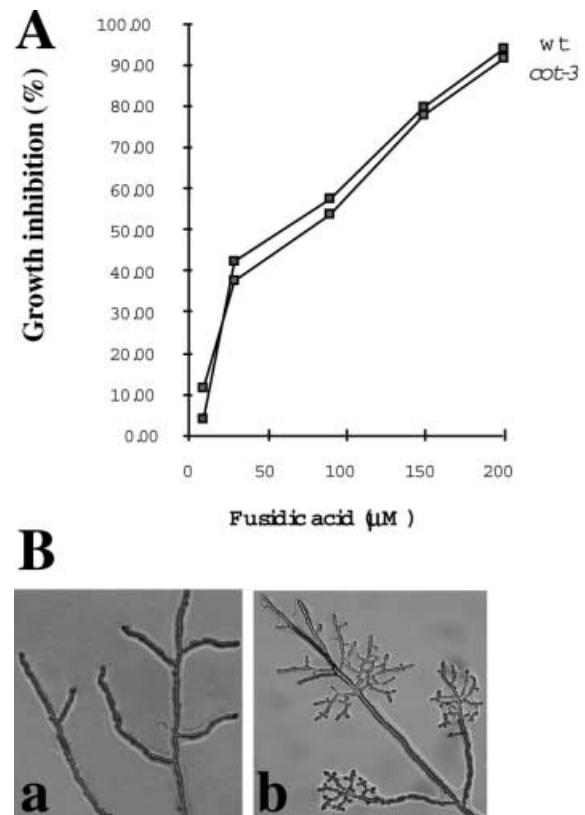 A
Growth inhibition (%)
100.00
90.00
80.00
70.00
60.00
50.00
40.00
30.00
20.00
10.00
0.00
0 50 100 150 200
Fusidic acid (µM)
wt
cot-3
B
a
b